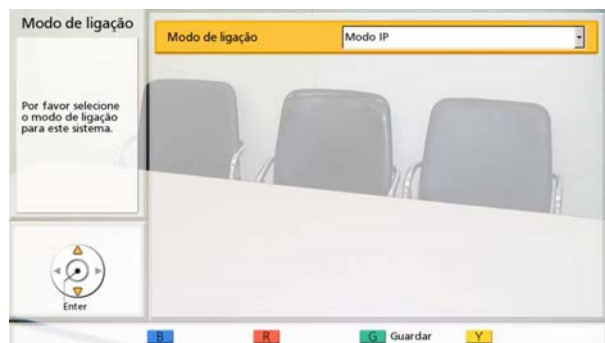 Modo de ligação
Modo de ligação
Modo IP
Por favor selecione
o modo de ligação
para este sistema.
Enter
B
R
G
Guardar
Y